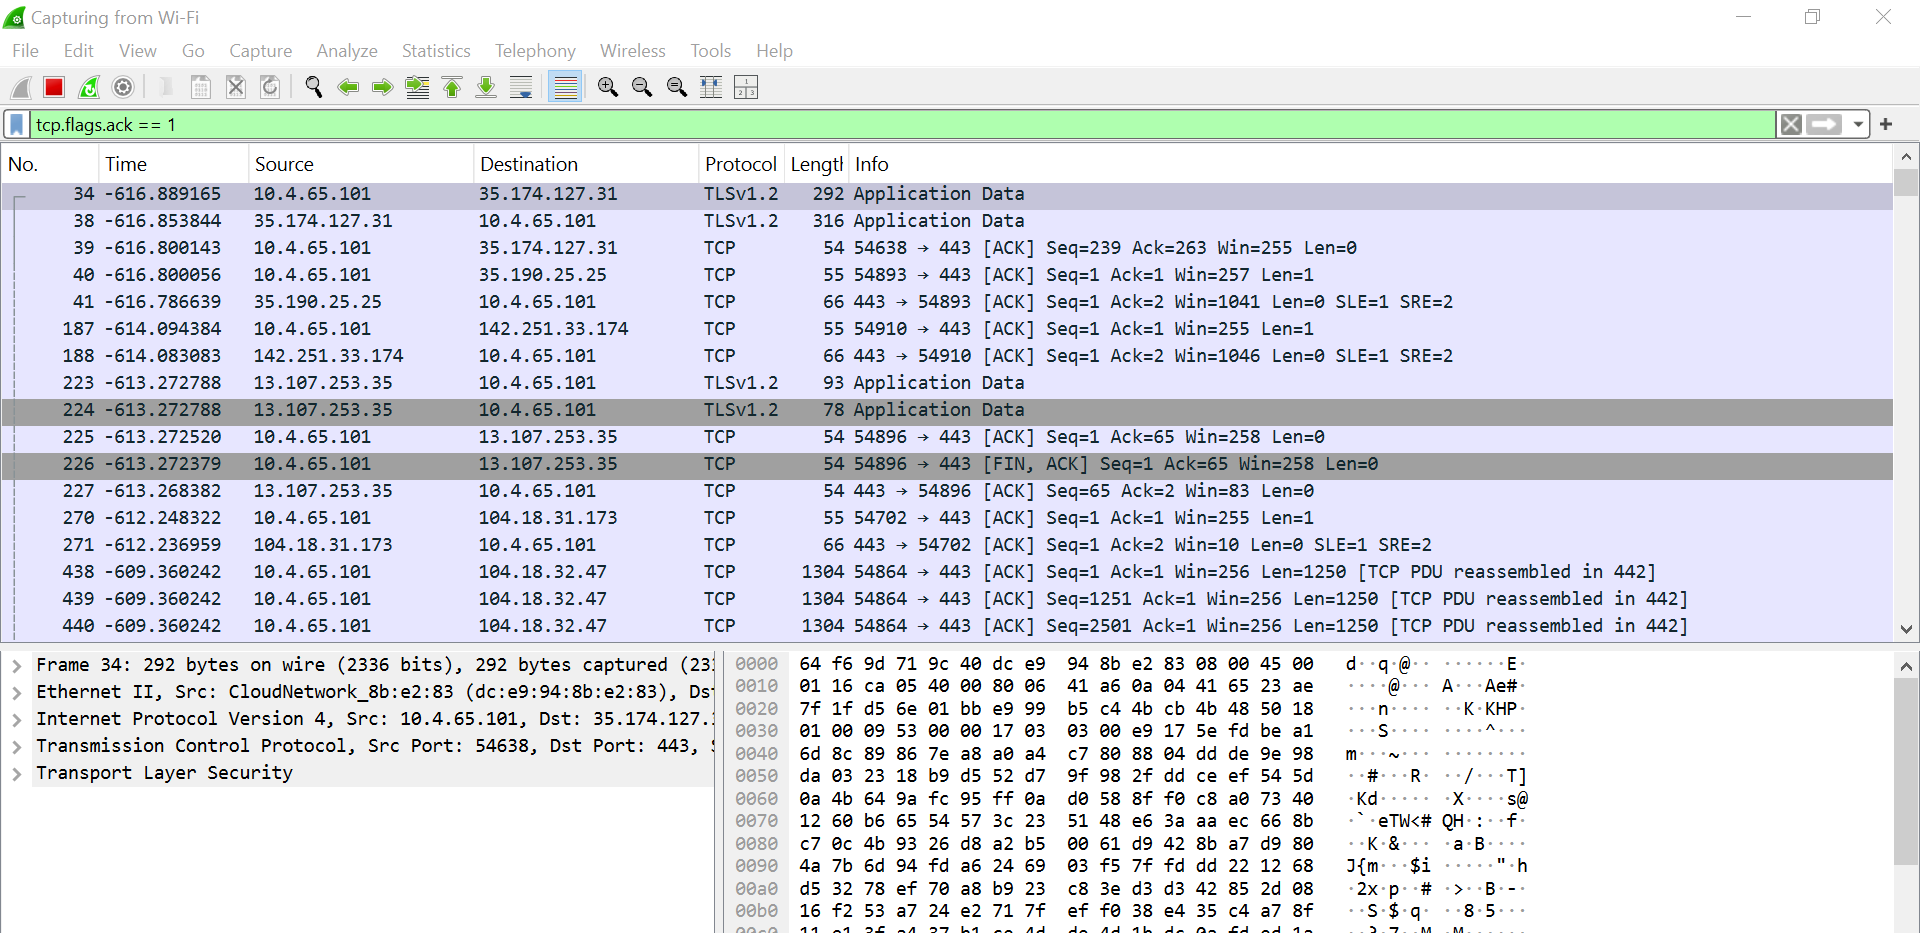 Capturing from Wi-Fi
File Edit View Go Capture Analyze Statistics Telephony Wireless Tools Help
tcp.flags.ack == 1
No. Time Source Destination Protocol Length Info
34 -616.889165 10.4.65.101 35.174.127.31 TLSv1.2 292 Application Data
38 -616.853844 35.174.127.31 10.4.65.101 TLSv1.2 316 Application Data
39 -616.800143 10.4.65.101 35.174.127.31 TCP 54 54638 → 443 [ACK] Seq=239 Ack=263 Win=255 Len=0
40 -616.800056 10.4.65.101 35.190.25.25 TCP 55 54893 → 443 [ACK] Seq=1 Ack=1 Win=257 Len=1
41 -616.786639 35.190.25.25 10.4.65.101 TCP 66 443 → 54893 [ACK] Seq=1 Ack=2 Win=1041 Len=0 SLE=1 SRE=2
187 -614.094384 10.4.65.101 142.251.33.174 TCP 55 54910 → 443 [ACK] Seq=1 Ack=1 Win=255 Len=1
188 -614.083083 142.251.33.174 10.4.65.101 TCP 66 443 → 54910 [ACK] Seq=1 Ack=2 Win=1046 Len=0 SLE=1 SRE=2
223 -613.272788 13.107.253.35 10.4.65.101 TLSv1.2 93 Application Data
224 -613.272788 13.107.253.35 10.4.65.101 TLSv1.2 78 Application Data
225 -613.272520 10.4.65.101 13.107.253.35 TCP 54 54896 → 443 [ACK] Seq=1 Ack=65 Win=258 Len=0
226 -613.272379 10.4.65.101 13.107.253.35 TCP 54 54896 → 443 [FIN, ACK] Seq=1 Ack=65 Win=258 Len=0
227 -613.268382 13.107.253.35 10.4.65.101 TCP 54 443 → 54896 [ACK] Seq=65 Ack=2 Win=83 Len=0
270 -612.248322 10.4.65.101 104.18.31.173 TCP 55 54702 → 443 [ACK] Seq=1 Ack=1 Win=255 Len=1
271 -612.236959 104.18.31.173 10.4.65.101 TCP 66 443 → 54702 [ACK] Seq=1 Ack=2 Win=10 Len=0 SLE=1 SRE=2
438 -609.360242 10.4.65.101 104.18.32.47 TCP 1304 54864 → 443 [ACK] Seq=1 Ack=1 Win=256 Len=1250 [TCP PDU reassembled in 442]
439 -609.360242 10.4.65.101 104.18.32.47 TCP 1304 54864 → 443 [ACK] Seq=1251 Ack=1 Win=256 Len=1250 [TCP PDU reassembled in 442]
440 -609.360242 10.4.65.101 104.18.32.47 TCP 1304 54864 → 443 [ACK] Seq=2501 Ack=1 Win=256 Len=1250 [TCP PDU reassembled in 442]
Frame 34: 292 bytes on wire (2336 bits), 292 bytes captured (23
Ethernet II, Src: CloudNetwork_8b:e2:83 (dc:e9:94:8b:e2:83), Ds
Internet Protocol Version 4, Src: 10.4.65.101, Dst: 35.174.127.
Transmission Control Protocol, Src Port: 54638, Dst Port: 443,
Transport Layer Security
0000 64 f6 9d 71 9c 40 dc e9 94 8b e2 83 08 00 45 00 d··q·@·· ······E·
0010 01 16 ca 05 40 00 80 06 41 a6 0a 04 41 65 23 ae ····@··· A···Ae#·
0020 7f 1f d5 6e 01 bb e9 99 b5 c4 4b cb 4b 48 50 18 ···n···· ··K·KHP·
0030 01 00 09 53 00 00 17 03 03 00 e9 17 5e fd be a1 ···S···· ····^···
0040 6d 8c 89 86 7e a8 a0 a4 c7 80 88 04 dd de 9e 98 m···~··· ········
0050 da 03 23 18 b9 d5 52 d7 9f 98 2f dd ce ef 54 5d ··#···R· ··/···T]
0060 0a 4b 64 9a fc 95 ff 0a d0 58 8f f0 c8 a0 73 40 ·Kd····· ·X····s@
0070 12 60 b6 65 54 57 3c 23 51 48 e6 3a aa ec 66 8b ·`·eTW<# QH·:··f·
0080 c7 0c 4b 93 26 d8 a2 b5 00 61 d9 42 8b a7 d9 80 ··K·&··· ·a·B····
0090 4a 7b 6d 94 fd a6 24 69 03 f5 7f fd dd 22 12 68 J{m···$i ·····"·h
00a0 d5 32 78 ef 70 a8 b9 23 c8 3e d3 d3 42 85 2d 08 ·2x·p··# ·>··B·-·
00b0 16 f2 53 a7 24 e2 71 7f ef f0 38 e4 35 c4 a7 8f ··S·$·q· ··8·5···